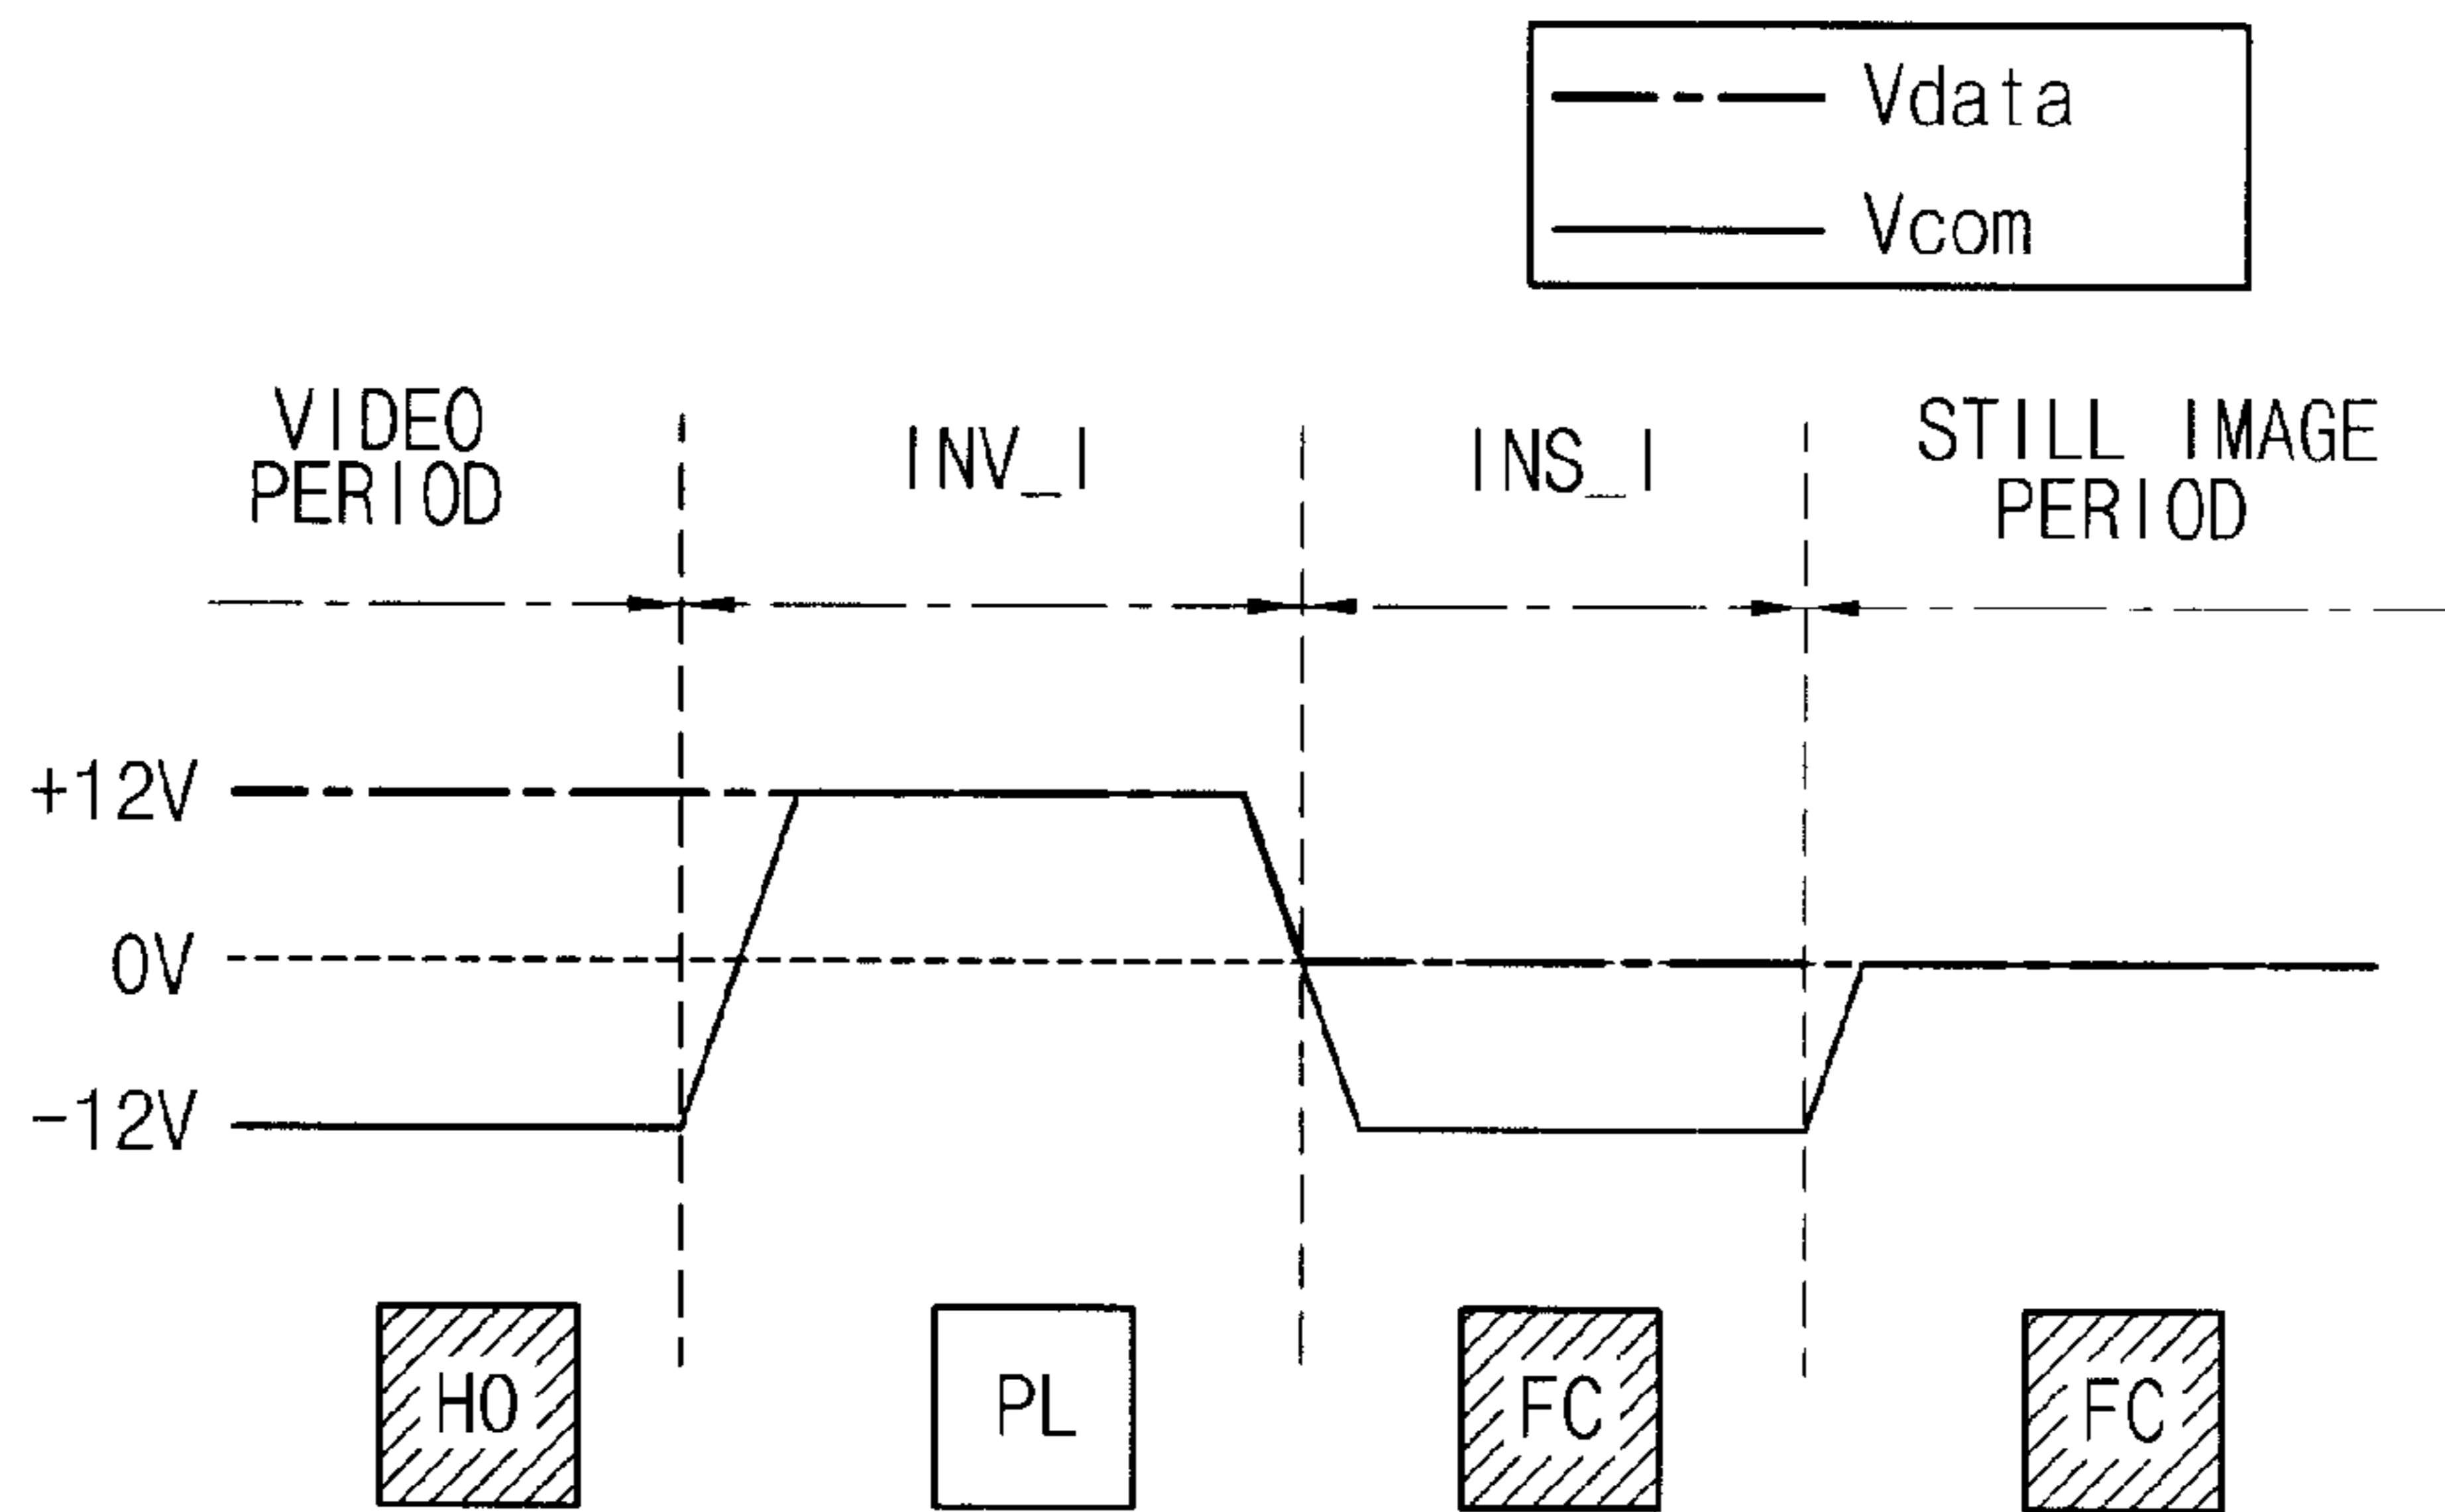 Vdata
Vcom
VIDEO
PERIOD
INV_I
INS_I
STILL IMAGE
PERIOD
+12V
0V
-12V
HO
PL
FC
FC